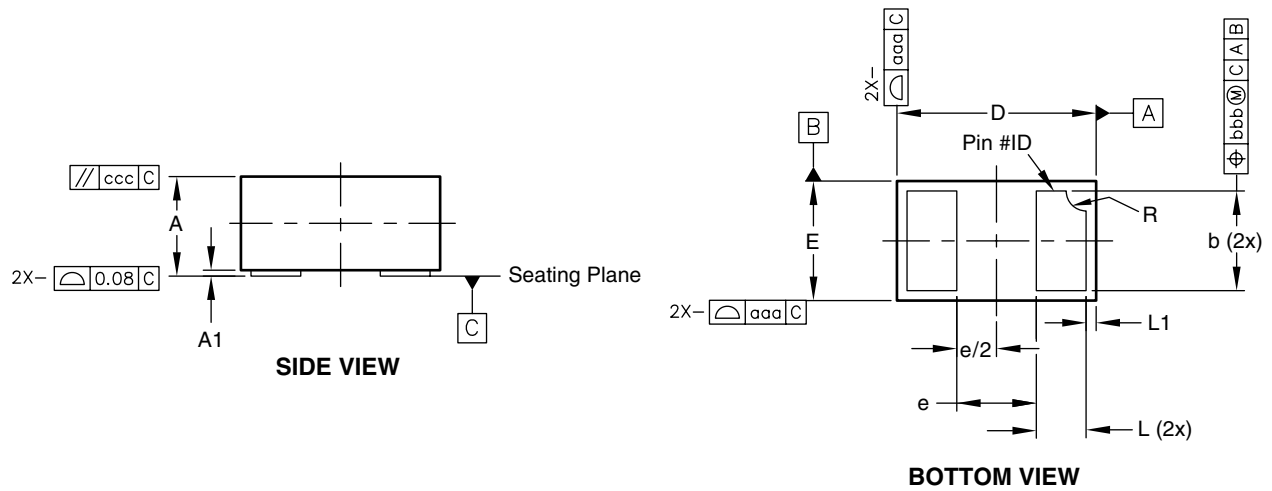 // ccc C
A
2X– ⌓ 0.08 C
A1
Seating Plane
C
SIDE VIEW
2X– ⌓ aaa C
D
A
B
Pin #ID
⌖ bbb Ⓜ C A B
E
R
b (2x)
2X– ⌓ aaa C
L1
e/2
e
L (2x)
BOTTOM VIEW